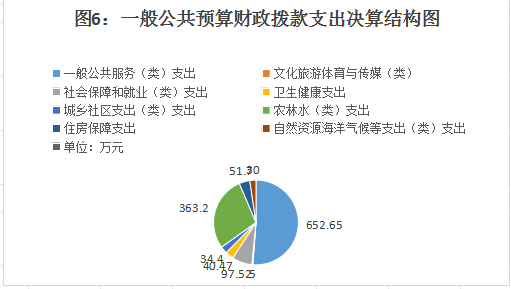 图6：一般公共预算财政拨款支出决算结构图
一般公共服务（类）支出
文化旅游体育与传媒（类）
社会保障和就业（类）支出
卫生健康支出
城乡社区支出（类）支出
农林水（类）支出
住房保障支出
自然资源海洋气候等支出（类）支出
单位：万元
30
363.2
652.65
34.4
40.47
97.52
5